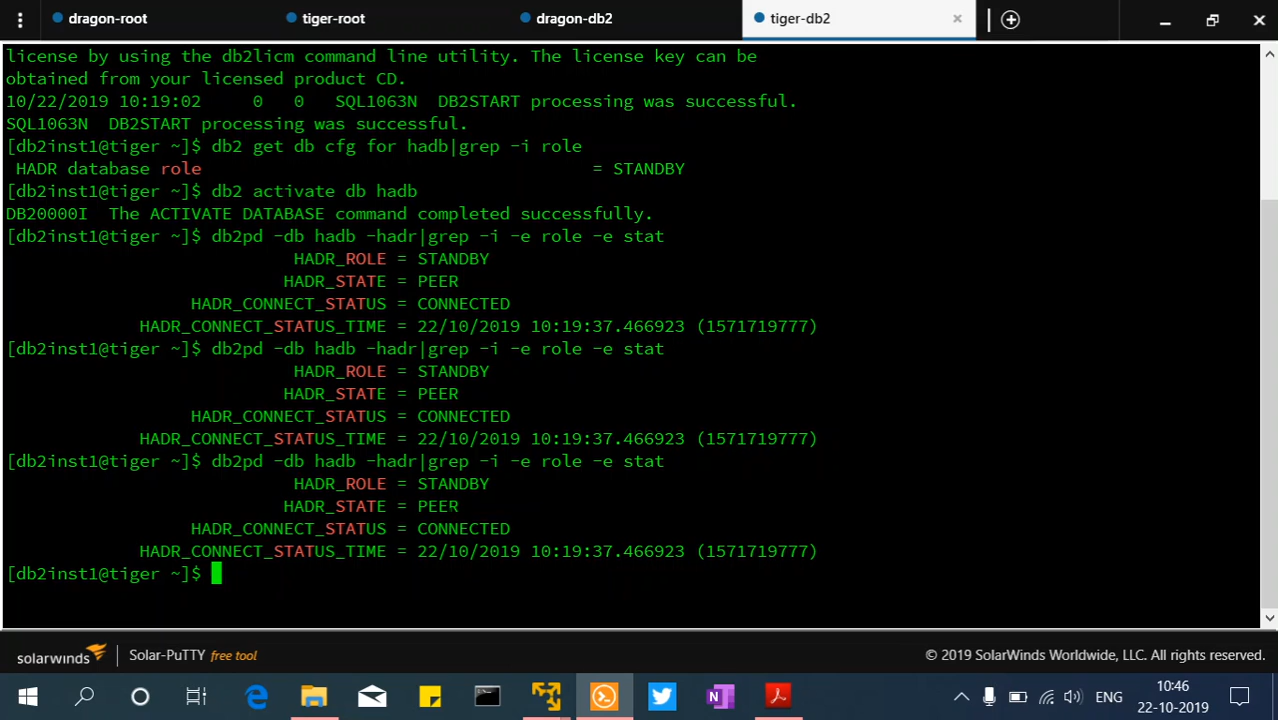 dragon-root
tiger-root
dragon-db2
tiger-db2
license by using the db2licm command line utility. The license key can be
obtained from your licensed product CD.
10/22/2019 10:19:02     0   0   SQL1063N  DB2START processing was successful.
SQL1063N  DB2START processing was successful.
[db2inst1@tiger ~]$ db2 get db cfg for hadb|grep -i role
 HADR database role                                      = STANDBY
[db2inst1@tiger ~]$ db2 activate db hadb
DB20000I  The ACTIVATE DATABASE command completed successfully.
[db2inst1@tiger ~]$ db2pd -db hadb -hadr|grep -i -e role -e stat
                            HADR_ROLE = STANDBY
                           HADR_STATE = PEER
                  HADR_CONNECT_STATUS = CONNECTED
             HADR_CONNECT_STATUS_TIME = 22/10/2019 10:19:37.466923 (1571719777)
[db2inst1@tiger ~]$ db2pd -db hadb -hadr|grep -i -e role -e stat
                            HADR_ROLE = STANDBY
                           HADR_STATE = PEER
                  HADR_CONNECT_STATUS = CONNECTED
             HADR_CONNECT_STATUS_TIME = 22/10/2019 10:19:37.466923 (1571719777)
[db2inst1@tiger ~]$ db2pd -db hadb -hadr|grep -i -e role -e stat
                            HADR_ROLE = STANDBY
                           HADR_STATE = PEER
                  HADR_CONNECT_STATUS = CONNECTED
             HADR_CONNECT_STATUS_TIME = 22/10/2019 10:19:37.466923 (1571719777)
[db2inst1@tiger ~]$
solarwinds
Solar-PuTTY free tool
© 2019 SolarWinds Worldwide, LLC. All rights reserved.
ENG
10:46
22-10-2019